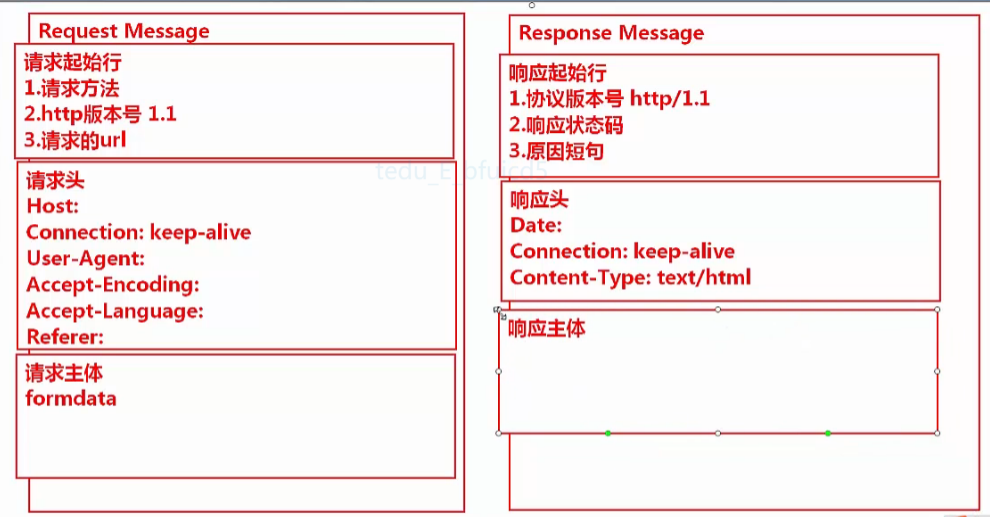 Request Message
请求起始行
1.请求方法
2.http版本号 1.1
3.请求的url
请求头
Host:
Connection: keep-alive
User-Agent:
Accept-Encoding:
Accept-Language:
Referer:
请求主体
formdata
Response Message
响应起始行
1.协议版本号 http/1.1
2.响应状态码
3.原因短句
响应头
Date:
Connection: keep-alive
Content-Type: text/html
响应主体